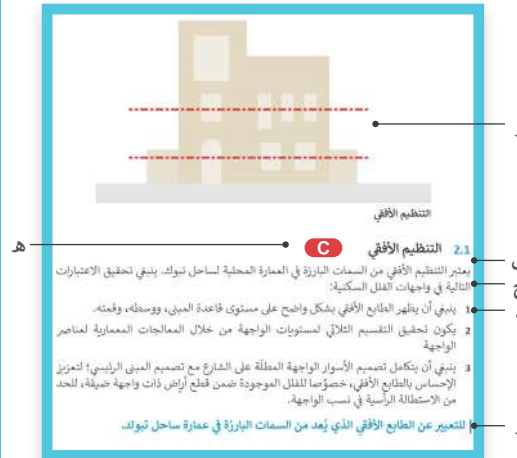 التنظيم الأفقي
2.1 التنظيم الأفقي C
هـ
يعتبر التنظيم الأفقي من السمات البارزة في العمارة المحلية لساحل تبوك. ينبغي تحقيق الاعتبارات
التالية في واجهات الفلل السكنية:
1 ينبغي أن يظهر الطابع الأفقي بشكل واضح على مستوى قاعدة المبنى، ووسطه، وقمته.
2 يكون تحقيق التقسيم الثلاثي لمستويات الواجهة من خلال المعالجات المعمارية لعناصر
الواجهة
3 ينبغي أن يتكامل تصميم الأسوار الواجهة المطلة على الشارع مع تصميم المبنى الرئيسي؛ لتعزيز
الإحساس بالطابع الأفقي، خصوًصا للفلل الموجودة ضمن قطع أراض ذات واجهة ضيقة، للحد
من الاستطالة الرأسية في نسب الواجهة.
للتعبير عن الطابع الأفقي الذي يُعد من السمات البارزة في عمارة ساحل تبوك.